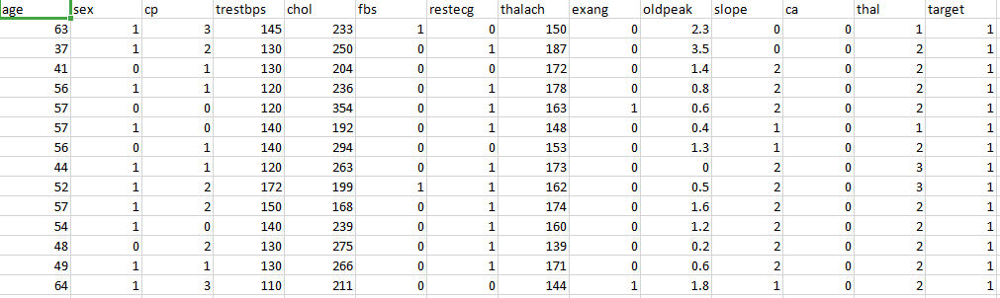 age sex cp trestbps chol fbs restecg thalach exang oldpeak slope ca thal target
63 1 3 145 233 1 0 150 0 2.3 0 0 1 1
37 1 2 130 250 0 1 187 0 3.5 0 0 2 1
41 0 1 130 204 0 0 172 0 1.4 2 0 2 1
56 1 1 120 236 0 1 178 0 0.8 2 0 2 1
57 0 0 120 354 0 1 163 1 0.6 2 0 2 1
57 1 0 140 192 0 1 148 0 0.4 1 0 1 1
56 0 1 140 294 0 0 153 0 1.3 1 0 2 1
44 1 1 120 263 0 1 173 0 0 2 0 3 1
52 1 2 172 199 1 1 162 0 0.5 2 0 3 1
57 1 2 150 168 0 1 174 0 1.6 2 0 2 1
54 1 0 140 239 0 1 160 0 1.2 2 0 2 1
48 0 2 130 275 0 1 139 0 0.2 2 0 2 1
49 1 1 130 266 0 1 171 0 0.6 2 0 2 1
64 1 3 110 211 0 0 144 1 1.8 1 0 2 1